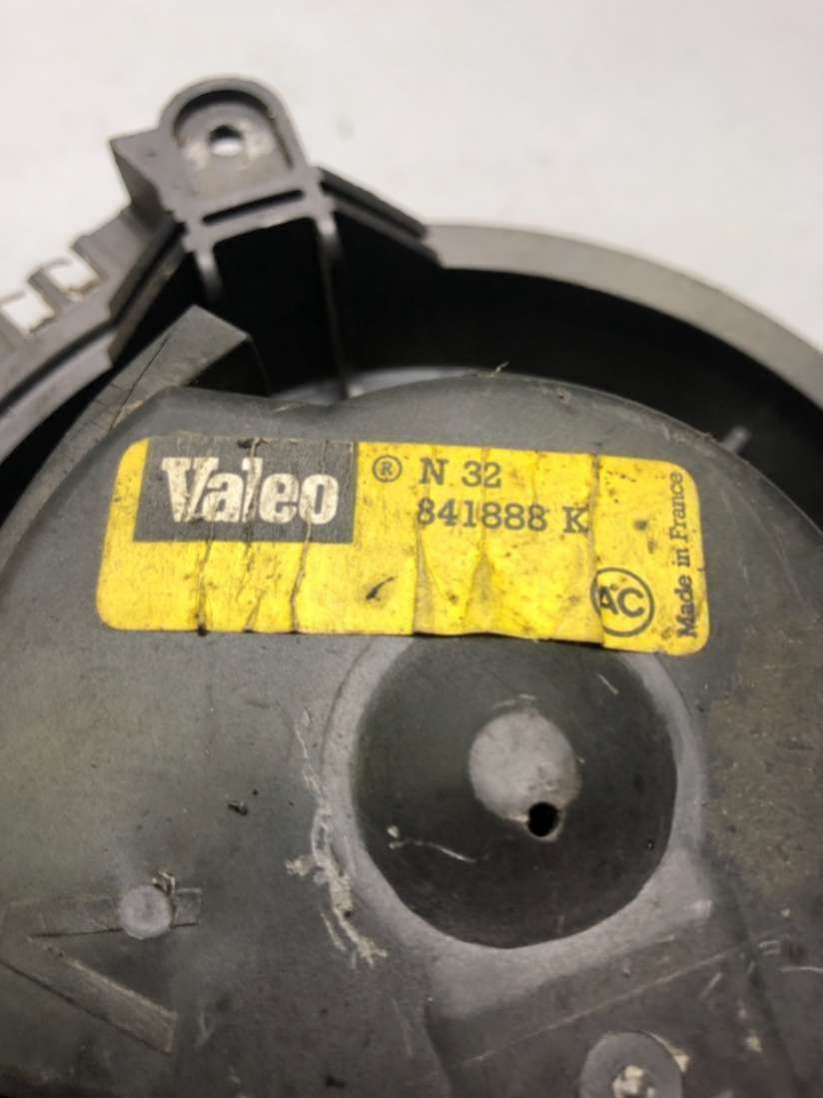 Valeo ® N 32
841888 K
AC
Made in France